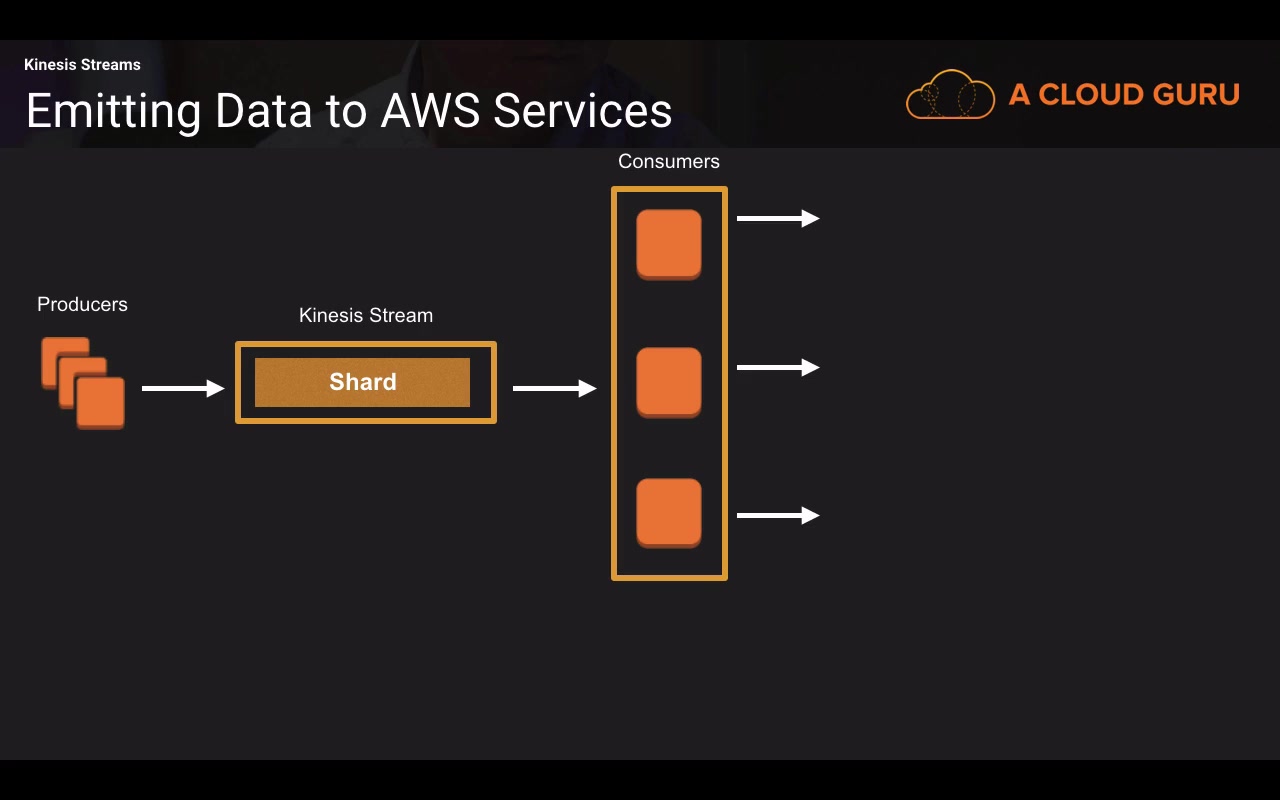 Kinesis Streams
Emitting Data to AWS Services
A CLOUD GURU
Consumers
Producers
Kinesis Stream
Shard